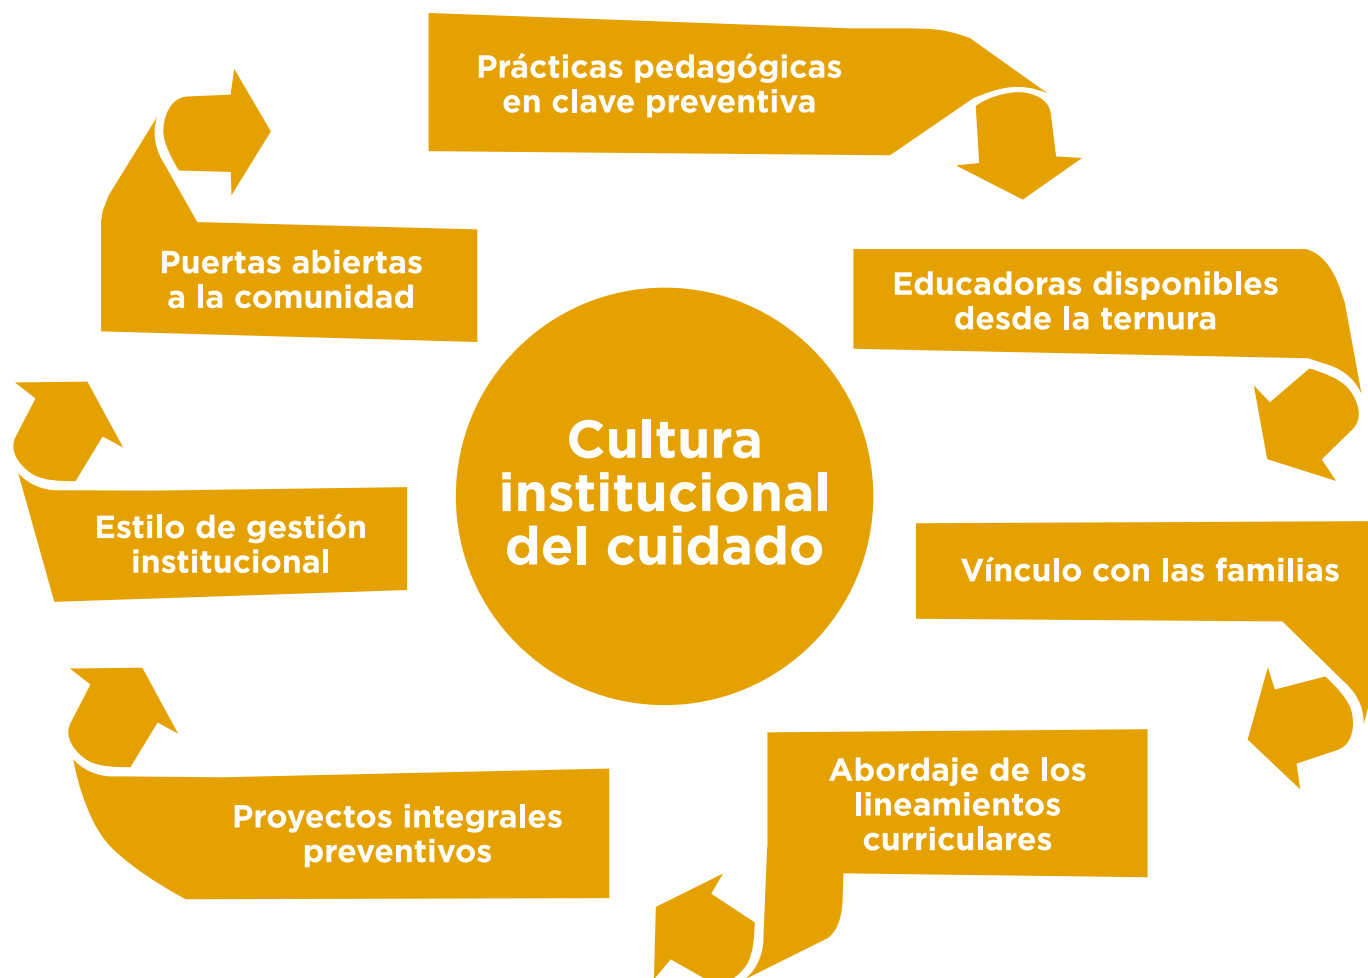 Prácticas pedagógicas
en clave preventiva
Educadoras disponibles
desde la ternura
Vínculo con las familias
Abordaje de los
lineamientos
curriculares
Proyectos integrales
preventivos
Estilo de gestión
institucional
Puertas abiertas
a la comunidad
Cultura
institucional
del cuidado